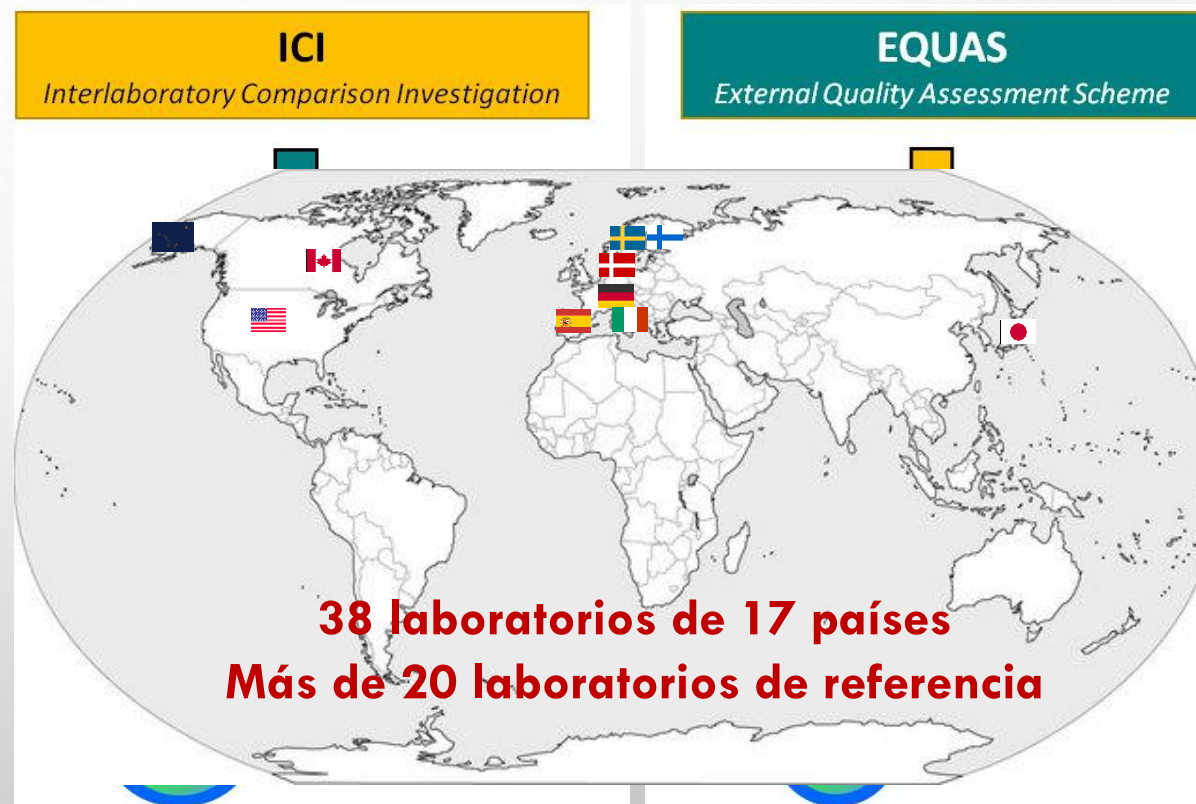 ICI
Interlaboratory Comparison Investigation
EQUAS
External Quality Assessment Scheme
38 laboratorios de 17 países
Más de 20 laboratorios de referencia